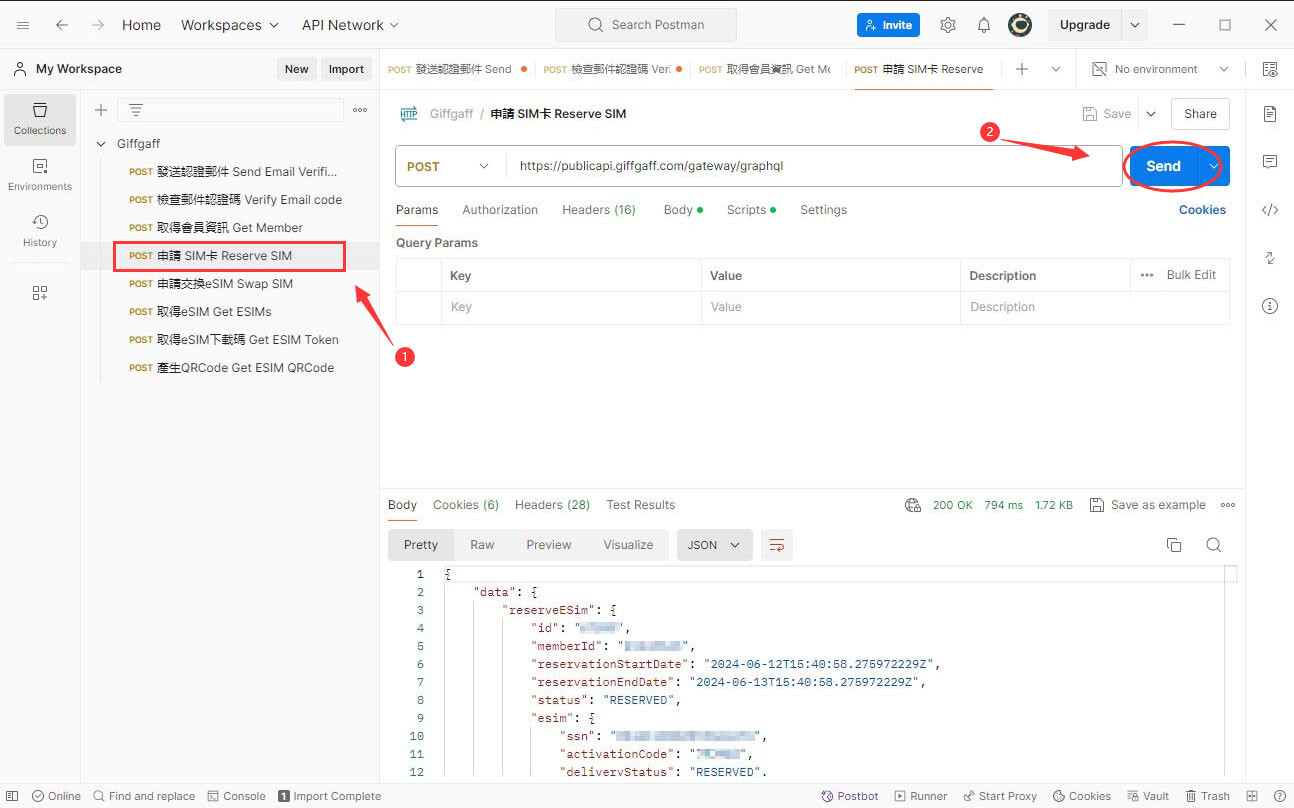 Home Workspaces API Network Search Postman Invite Upgrade
My Workspace New Import
POST 發送認證郵件 Send POST 檢查郵件認證碼 Veri POST 取得會員資訊 Get Me POST 申請 SIM卡 Reserve No environment
Collections
Environments
History
Giffgaff
POST 發送認證郵件 Send Email Verifi...
POST 檢查郵件認證碼 Verify Email code
POST 取得會員資訊 Get Member
POST 申請 SIM卡 Reserve SIM
POST 申請交換eSIM Swap SIM
POST 取得eSIM Get ESIMs
POST 取得eSIM下載碼 Get ESIM Token
POST 產生QRCode Get ESIM QRCode
1
HTTP Giffgaff / 申請 SIM卡 Reserve SIM Save Share
2
POST https://publicapi.giffgaff.com/gateway/graphql Send
Params Authorization Headers (16) Body Scripts Settings Cookies
Query Params
Key Value Description Bulk Edit
Key Value Description
Body Cookies (6) Headers (28) Test Results 200 OK 794 ms 1.72 KB Save as example
Pretty Raw Preview Visualize JSON
1 {
2 "data": {
3 "reserveESim": {
4 "id": "",
5 "memberId": "",
6 "reservationStartDate": "2024-06-12T15:40:58.275972229Z",
7 "reservationEndDate": "2024-06-13T15:40:58.275972229Z",
8 "status": "RESERVED",
9 "esim": {
10 "ssn": "",
11 "activationCode": "",
12 "deliveryStatus": "RESERVED",
Online Find and replace Console 1 Import Complete Postbot Runner Start Proxy Cookies Vault Trash